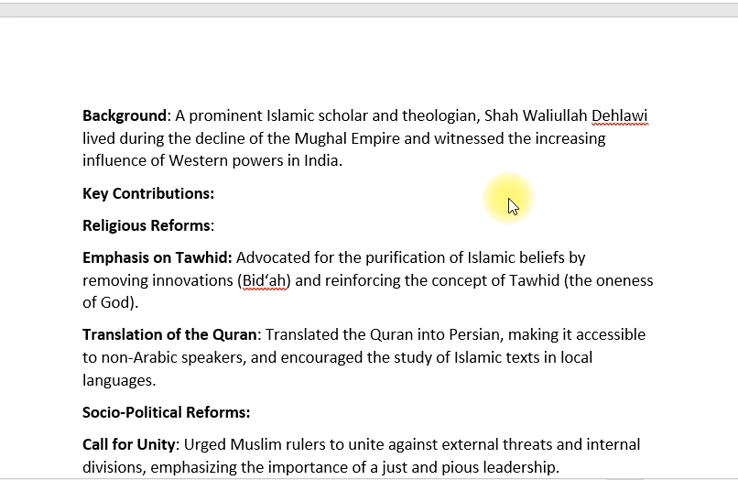 Background: A prominent Islamic scholar and theologian, Shah Waliullah Dehlawi
lived during the decline of the Mughal Empire and witnessed the increasing
influence of Western powers in India.
Key Contributions:
Religious Reforms:
Emphasis on Tawhid: Advocated for the purification of Islamic beliefs by
removing innovations (Bid‘ah) and reinforcing the concept of Tawhid (the oneness
of God).
Translation of the Quran: Translated the Quran into Persian, making it accessible
to non-Arabic speakers, and encouraged the study of Islamic texts in local
languages.
Socio-Political Reforms:
Call for Unity: Urged Muslim rulers to unite against external threats and internal
divisions, emphasizing the importance of a just and pious leadership.